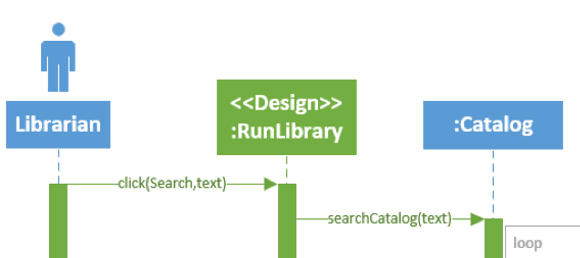 Librarian
<<Design>>
:RunLibrary
:Catalog
click(Search,text)
searchCatalog(text)
loop